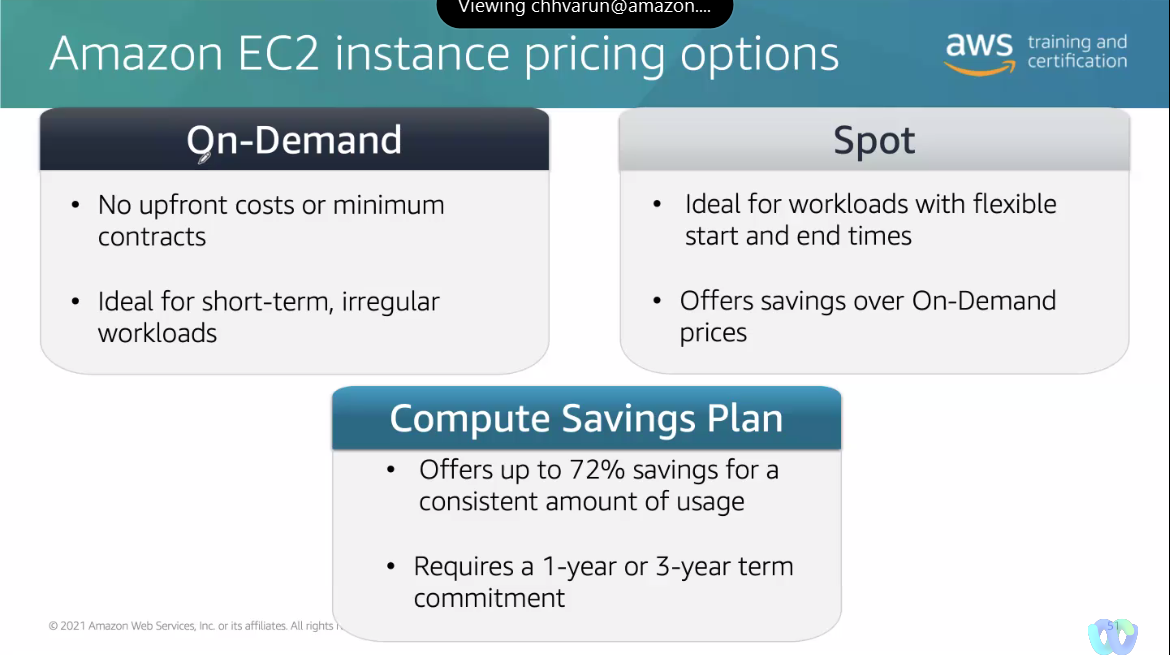 Viewing chhvarun@amazon....
Amazon EC2 instance pricing options
aws training and
certification
On-Demand
• No upfront costs or minimum
contracts
• Ideal for short-term, irregular
workloads
Spot
• Ideal for workloads with flexible
start and end times
• Offers savings over On-Demand
prices
Compute Savings Plan
• Offers up to 72% savings for a
consistent amount of usage
• Requires a 1-year or 3-year term
commitment
© 2021 Amazon Web Services, Inc. or its affiliates. All rights
51